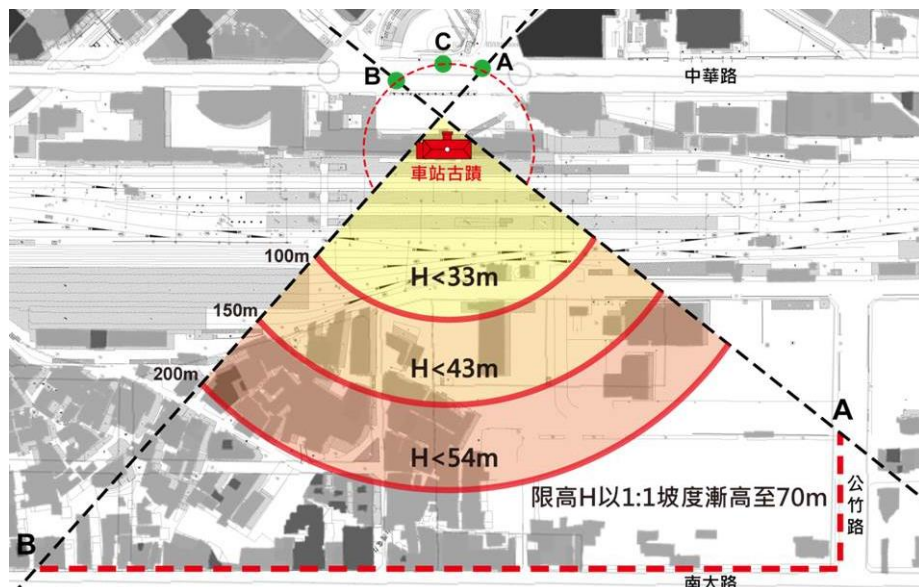 C
B
A
中華路
車站古蹟
100m
H<33m
150m
H<43m
200m
H<54m
A
限高H以1:1坡度漸高至70m
公竹路
B
南大路